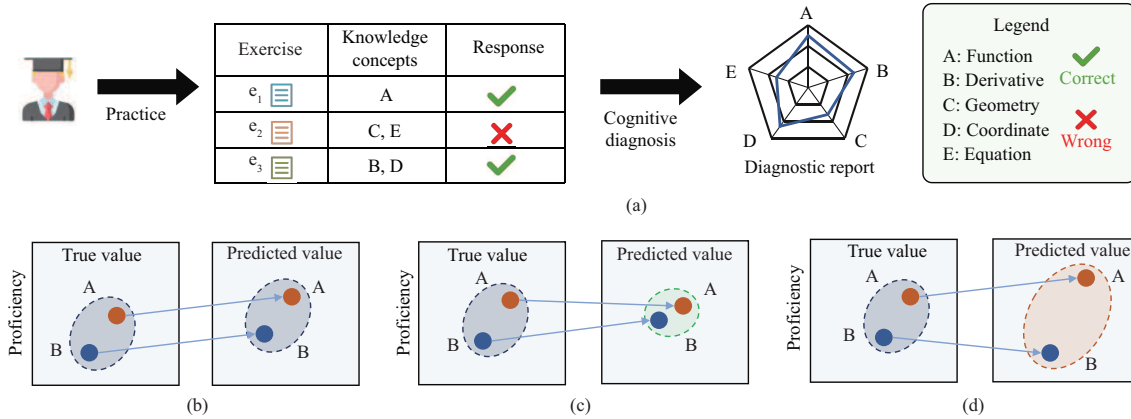 Practice
Exercise
Knowledge
concepts
Response
e1
A
e2
C, E
e3
B, D
Cognitive
diagnosis
A
B
C
D
E
Diagnostic report
Legend
A: Function
B: Derivative
C: Geometry
D: Coordinate
E: Equation
Correct
Wrong
(a)
Proficiency
True value
A
B
Predicted value
A
B
(b)
Proficiency
True value
A
B
Predicted value
A
B
(c)
Proficiency
True value
A
B
Predicted value
A
B
(d)